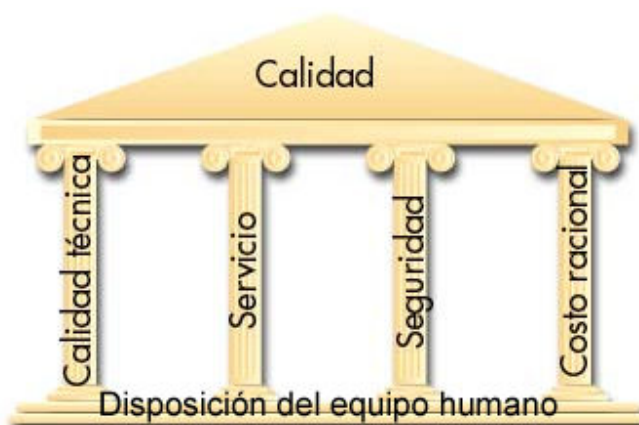 Calidad
Calidad técnica
Servicio
Seguridad
Costo racional
Disposición del equipo humano